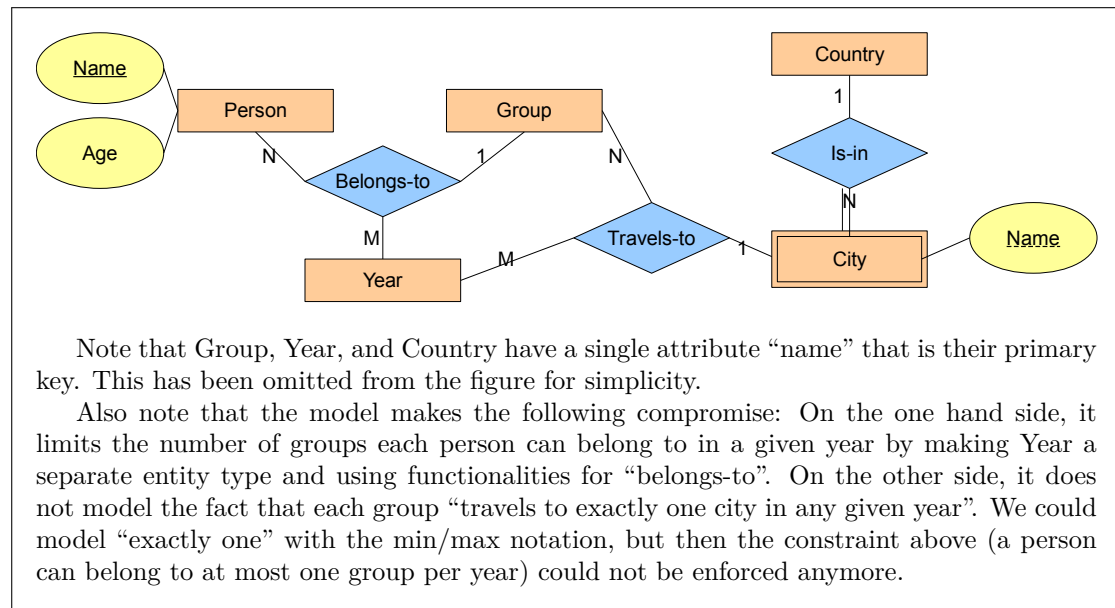 Name
Country
Person
Group
1
Age
N
1
N
Is-in
Belongs-to
N
M
Travels-to
1
City
Name
M
Year
Note that Group, Year, and Country have a single attribute “name” that is their primary
key. This has been omitted from the figure for simplicity.
Also note that the model makes the following compromise: On the one hand side, it
limits the number of groups each person can belong to in a given year by making Year a
separate entity type and using functionalities for “belongs-to”. On the other side, it does
not model the fact that each group “travels to exactly one city in any given year”. We could
model “exactly one” with the min/max notation, but then the constraint above (a person
can belong to at most one group per year) could not be enforced anymore.